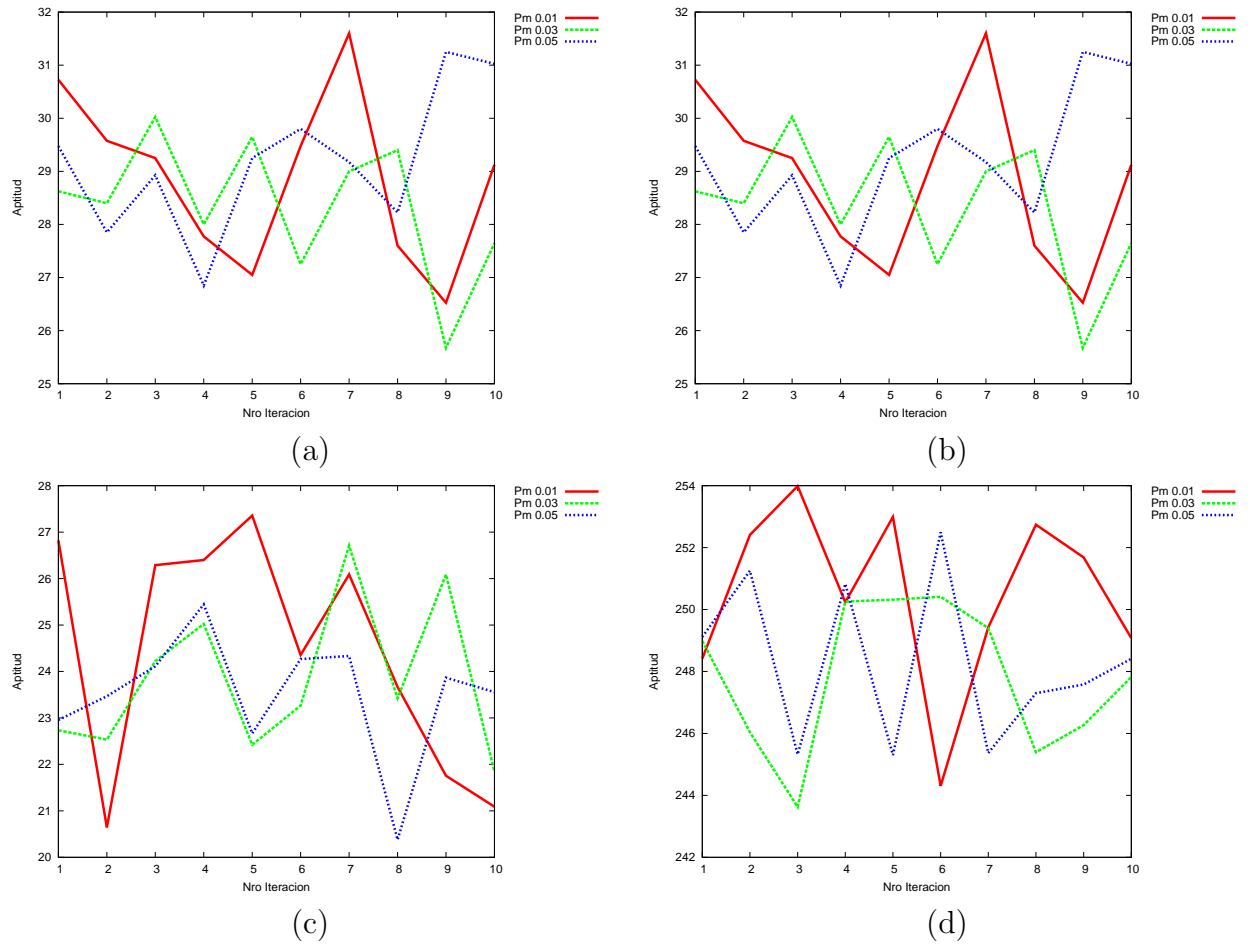 32
31
30
29
28
27
26
25
Aptitud
1 2 3 4 5 6 7 8 9 10
Nro Iteracion
Pm 0.01
Pm 0.03
Pm 0.05
(a)
32
31
30
29
28
27
26
25
Aptitud
1 2 3 4 5 6 7 8 9 10
Nro Iteracion
Pm 0.01
Pm 0.03
Pm 0.05
(b)
28
27
26
25
24
23
22
21
20
Aptitud
1 2 3 4 5 6 7 8 9 10
Nro Iteracion
Pm 0.01
Pm 0.03
Pm 0.05
(c)
254
252
250
248
246
244
242
Aptitud
1 2 3 4 5 6 7 8 9 10
Nro Iteracion
Pm 0.01
Pm 0.03
Pm 0.05
(d)